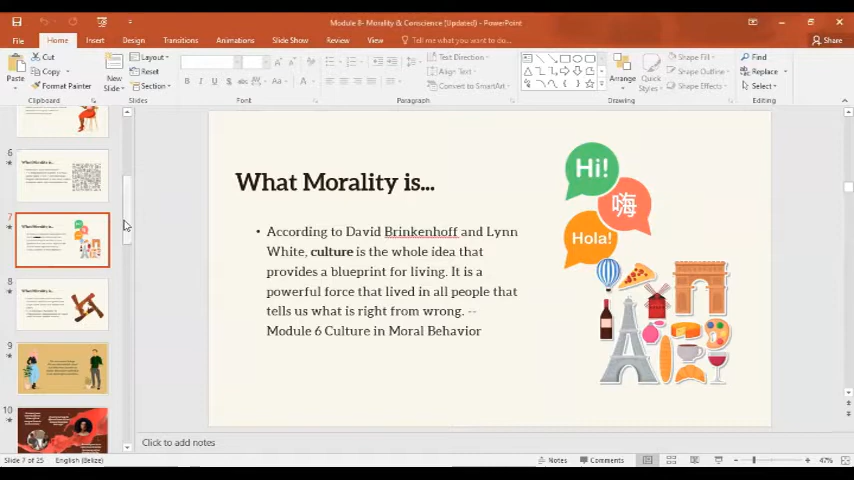 Module 8- Morality & Conscience [Updated] - PowerPoint
File Home Insert Design Transitions Animations Slide Show Review View Tell me what you want to do... Share
Cut
Copy
Format Painter
Paste
Clipboard
New Slide
Layout
Reset
Section
Slides
Font
Text Direction
Align Text
Convert to SmartArt
Paragraph
Arrange
Quick Styles
Shape Fill
Shape Outline
Shape Effects
Drawing
Find
Replace
Select
Editing
6
7
8
9
10
What Morality is...
• According to David Brinkenhoff and Lynn
White, culture is the whole idea that
provides a blueprint for living. It is a
powerful force that lived in all people that
tells us what is right from wrong. --
Module 6 Culture in Moral Behavior
Hi!
嗨
Hola!
Click to add notes
Slide 7 of 25 English (Belize) Notes Comments 47%